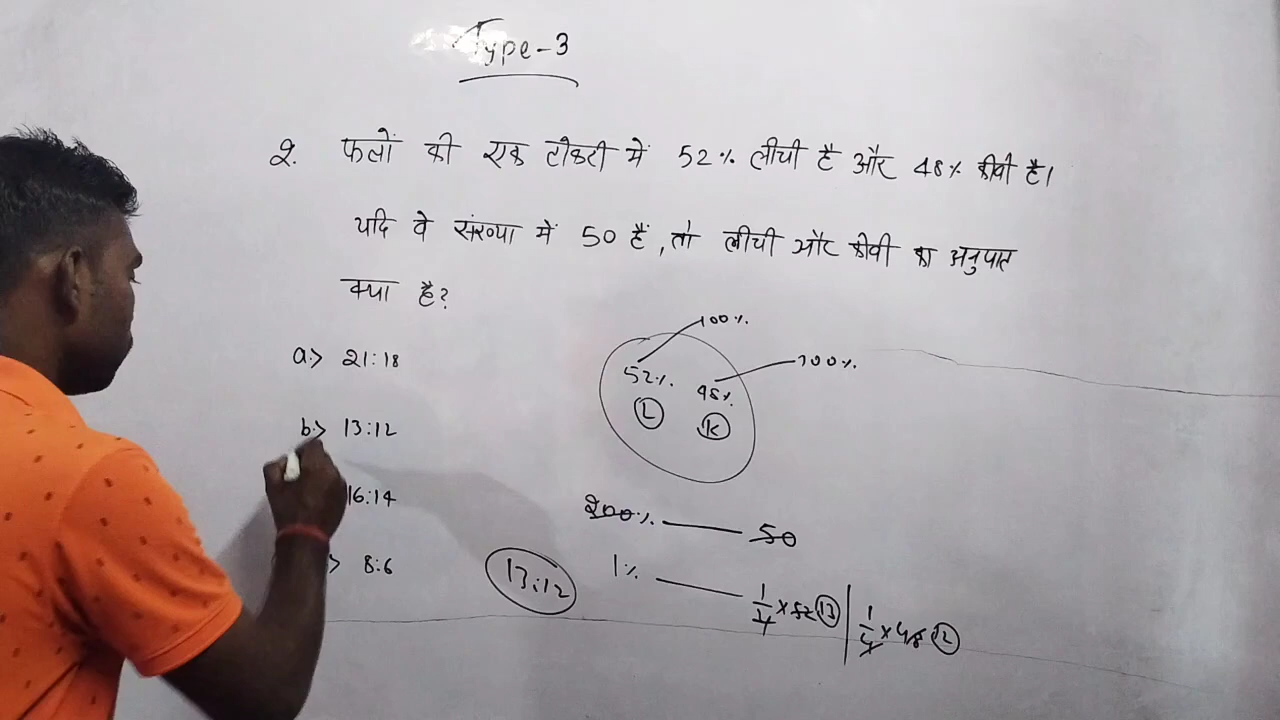 Type-3
2. फलों की एक टोकरी में 52% लीची है और 48% कीवी है।
यदि वे संख्या में 50 हैं, तो लीची और कीवी का अनुपात
क्या है?
a.> 21:18
b.> 13:12
16:14
> 8:6
100%
100%
52%
48%
L
K
200% 50
1% 1/4 × 52 13 | 1/4 × 48 12
13:12